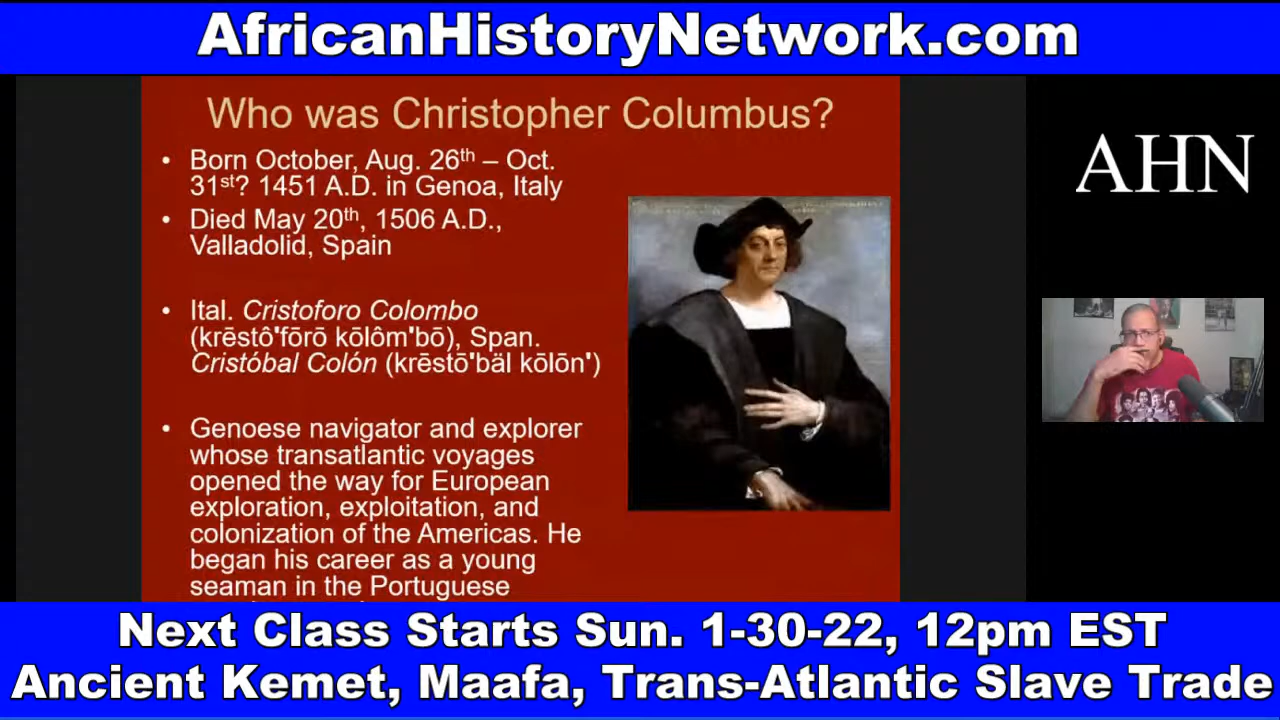 AfricanHistoryNetwork.com
Who was Christopher Columbus?
• Born October, Aug. 26th – Oct.
31st? 1451 A.D. in Genoa, Italy
• Died May 20th, 1506 A.D.,
Valladolid, Spain
• Ital. Cristoforo Colombo
(krēstô'fōrō kōlôm'bō), Span.
Cristóbal Colón (krēstō'bäl kōlōn')
• Genoese navigator and explorer
whose transatlantic voyages
opened the way for European
exploration, exploitation, and
colonization of the Americas. He
began his career as a young
seaman in the Portuguese
AHN
Next Class Starts Sun. 1-30-22, 12pm EST
Ancient Kemet, Maafa, Trans-Atlantic Slave Trade